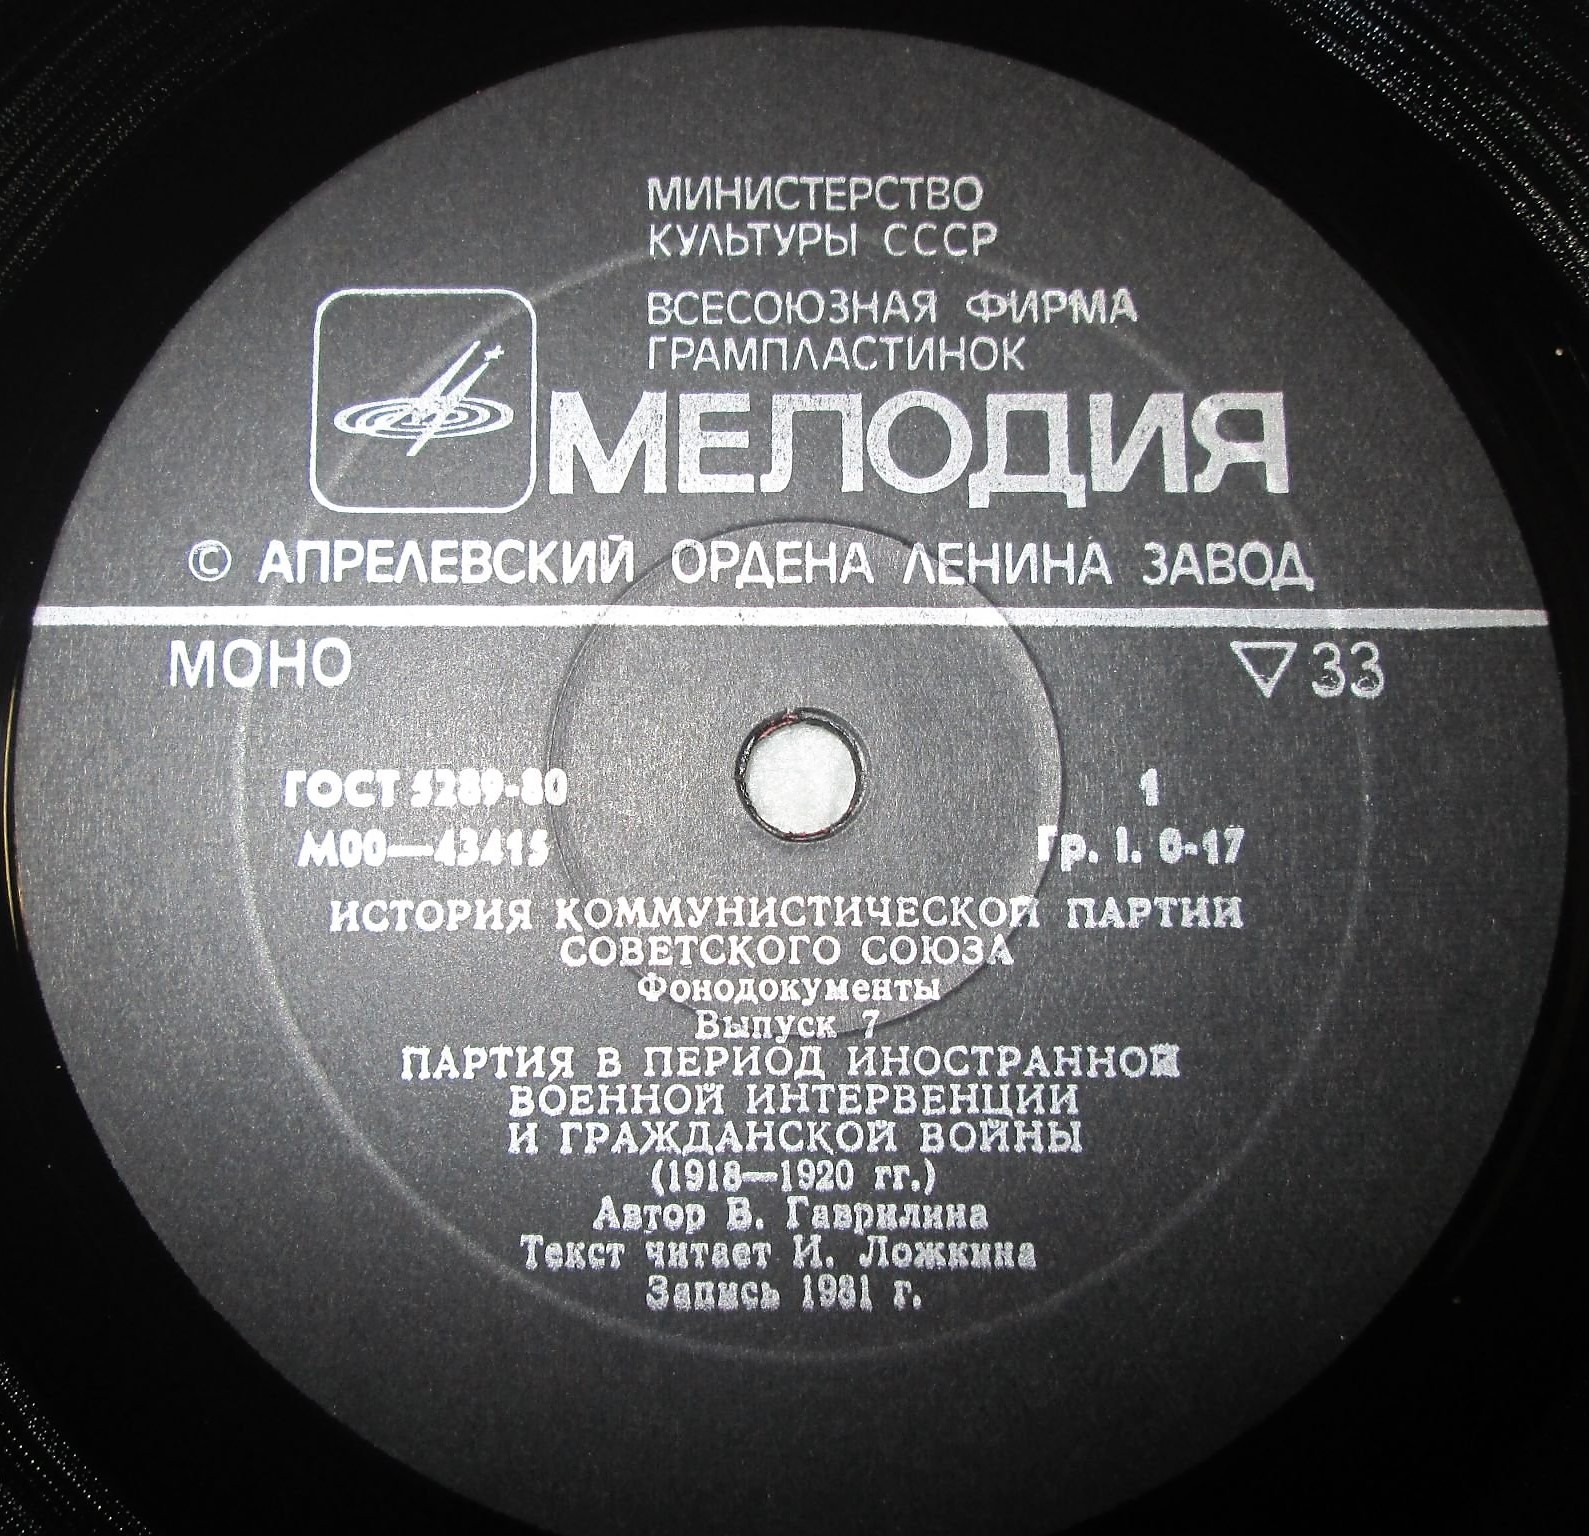 МИНИСТЕРСТВО
КУЛЬТУРЫ СССР
ВСЕСОЮЗНАЯ ФИРМА
ГРАМПЛАСТИНОК
МЕЛОДИЯ
© АПРЕЛЕВСКИЙ ОРДЕНА ЛЕНИНА ЗАВОД
МОНО ▽ 33
ГОСТ 5289-80 1
М00—43415 Гр. 1. 0-17
ИСТОРИЯ КОММУНИСТИЧЕСКОЙ ПАРТИИ
СОВЕТСКОГО СОЮЗА
Фонодокументы
Выпуск 7
ПАРТИЯ В ПЕРИОД ИНОСТРАННОЙ
ВОЕННОЙ ИНТЕРВЕНЦИИ
И ГРАЖДАНСКОЙ ВОЙНЫ
(1918—1920 гг.)
Автор В. Гаврилина
Текст читает И. Ложкина
Запись 1981 г.